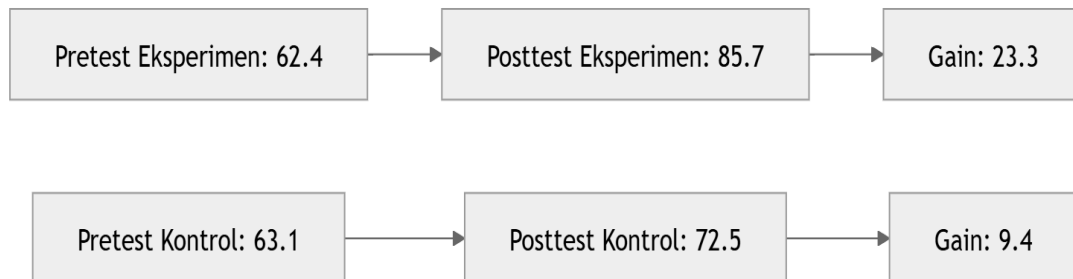 Pretest Eksperimen: 62.4
Posttest Eksperimen: 85.7
Gain: 23.3
Pretest Kontrol: 63.1
Posttest Kontrol: 72.5
Gain: 9.4